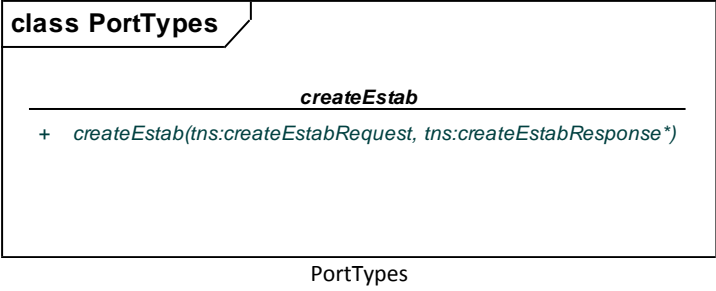 class PortTypes
createEstab
+ createEstab(tns:createEstabRequest, tns:createEstabResponse*)
PortTypes